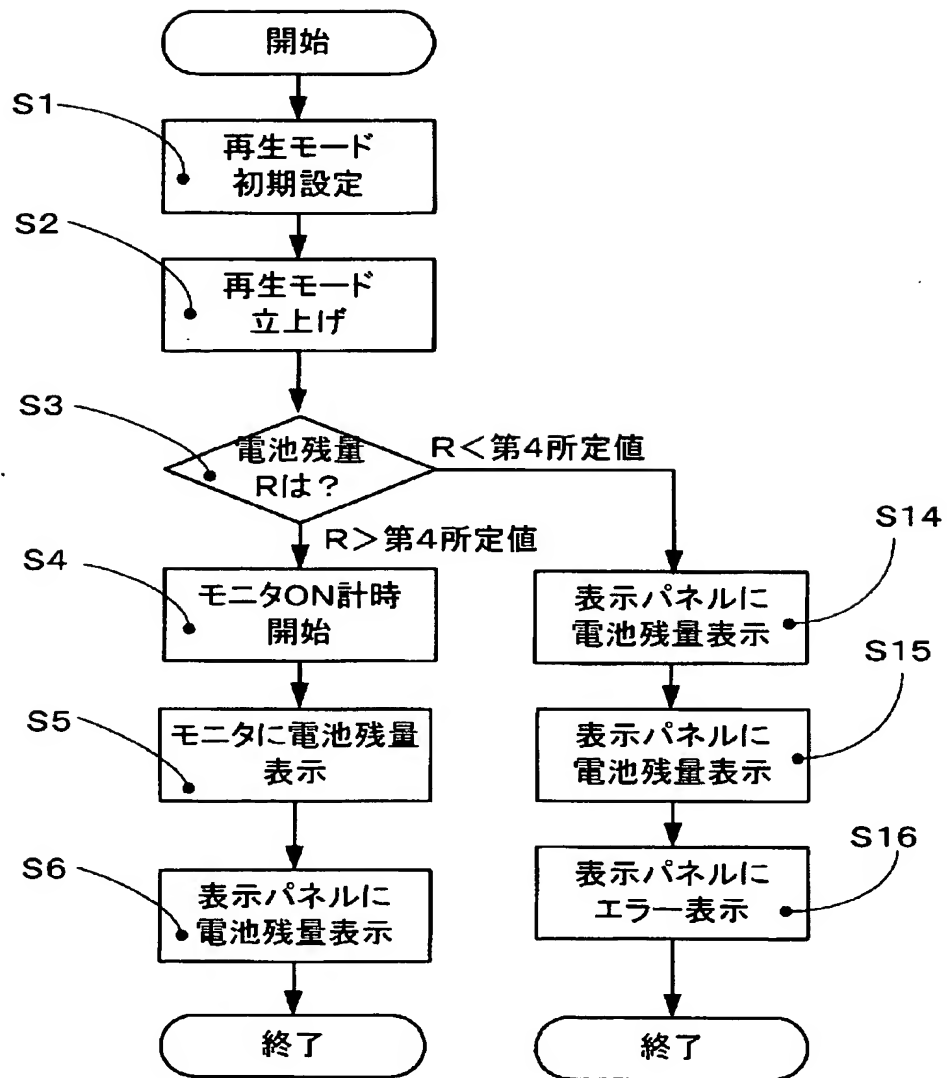 開始
S1
再生モード
初期設定
S2
再生モード
立上げ
S3
電池残量
Rは?
R<第4所定値
R>第4所定値
S4
モニタON計時
開始
S5
モニタに電池残量
表示
S6
表示パネルに
電池残量表示
終了
S14
表示パネルに
電池残量表示
S15
表示パネルに
電池残量表示
S16
表示パネルに
エラー表示
終了